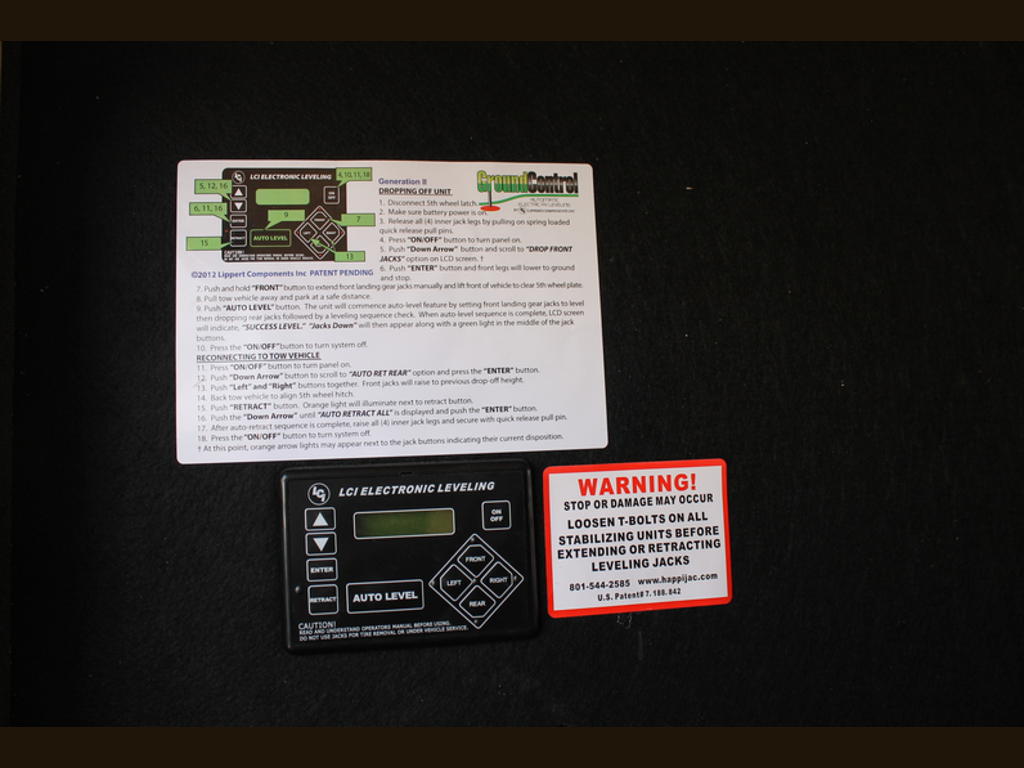 LCI ELECTRONIC LEVELING
4, 10, 11, 18
5, 12, 16
6, 11, 16
9
7
15
13
ON
OFF
ENTER
RETRACT
AUTO LEVEL
FRONT
LEFT
RIGHT
CAUTION!
©2012 Lippert Components Inc PATENT PENDING
Generation II
GroundControl
AUTOMATIC
ELECTRIC LEVELING
DROPPING OFF UNIT
1. Disconnect 5th wheel latch.
2. Make sure battery power is on.
3. Release all (4) inner jack legs by pulling on spring loaded
quick release pull pins.
4. Press "ON/OFF" button to turn panel on.
5. Push "Down Arrow" button and scroll to "DROP FRONT
JACKS" option on LCD screen. †
6. Push "ENTER" button and front legs will lower to ground
and stop.
7. Push and hold "FRONT" button to extend front landing gear jacks manually and lift front of vehicle to clear 5th wheel plate.
8. Pull tow vehicle away and park at a safe distance.
9. Push "AUTO LEVEL" button. The unit will commence auto-level feature by setting front landing gear jacks to level
then dropping rear jacks followed by a leveling sequence check. When auto-level sequence is complete, LCD screen
will indicate, "SUCCESS LEVEL." "Jacks Down" will then appear along with a green light in the middle of the jack
buttons.
10. Press the "ON/OFF" button to turn system off.
RECONNECTING TO TOW VEHICLE
11. Press "ON/OFF" button to turn panel on.
12. Push "Down Arrow" button to scroll to "AUTO RET REAR" option and press the "ENTER" button.
13. Push "Left" and "Right" buttons together. Front jacks will raise to previous drop-off height.
14. Back tow vehicle to align 5th wheel hitch.
15. Push "RETRACT" button. Orange light will illuminate next to retract button.
16. Push the "Down Arrow" until "AUTO RETRACT ALL" is displayed and push the "ENTER" button.
17. After auto-retract sequence is complete, raise all (4) inner jack legs and secure with quick release pull pin.
18. Press the "ON/OFF" button to turn system off.
† At this point, orange arrow lights may appear next to the jack buttons indicating their current disposition.
LCI
LCI ELECTRONIC LEVELING
ON
OFF
ENTER
RETRACT
AUTO LEVEL
FRONT
LEFT
RIGHT
REAR
CAUTION!
READ AND UNDERSTAND OPERATORS MANUAL BEFORE USING.
DO NOT USE JACKS FOR TIRE REMOVAL OR UNDER VEHICLE SERVICE.
WARNING!
STOP OR DAMAGE MAY OCCUR
LOOSEN T-BOLTS ON ALL
STABILIZING UNITS BEFORE
EXTENDING OR RETRACTING
LEVELING JACKS
801-544-2585 www.happijac.com
U.S. Patent# 7,188,842